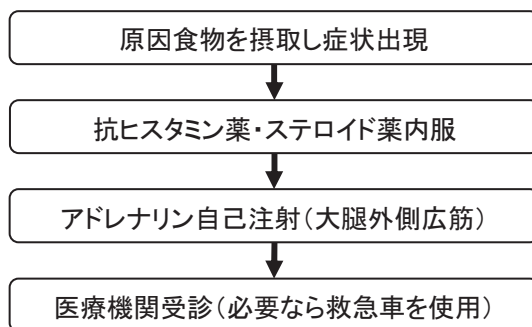 原因食物を摂取し症状出現
抗ヒスタミン薬・ステロイド薬内服
アドレナリン自己注射(大腿外側広筋)
医療機関受診(必要なら救急車を使用)